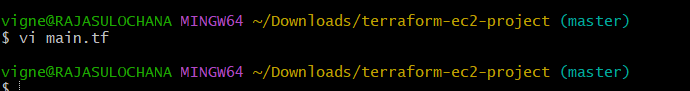 vigne@RAJASULOCHANA MINGW64 ~/Downloads/terraform-ec2-project (master)
$ vi main.tf
vigne@RAJASULOCHANA MINGW64 ~/Downloads/terraform-ec2-project (master)
$